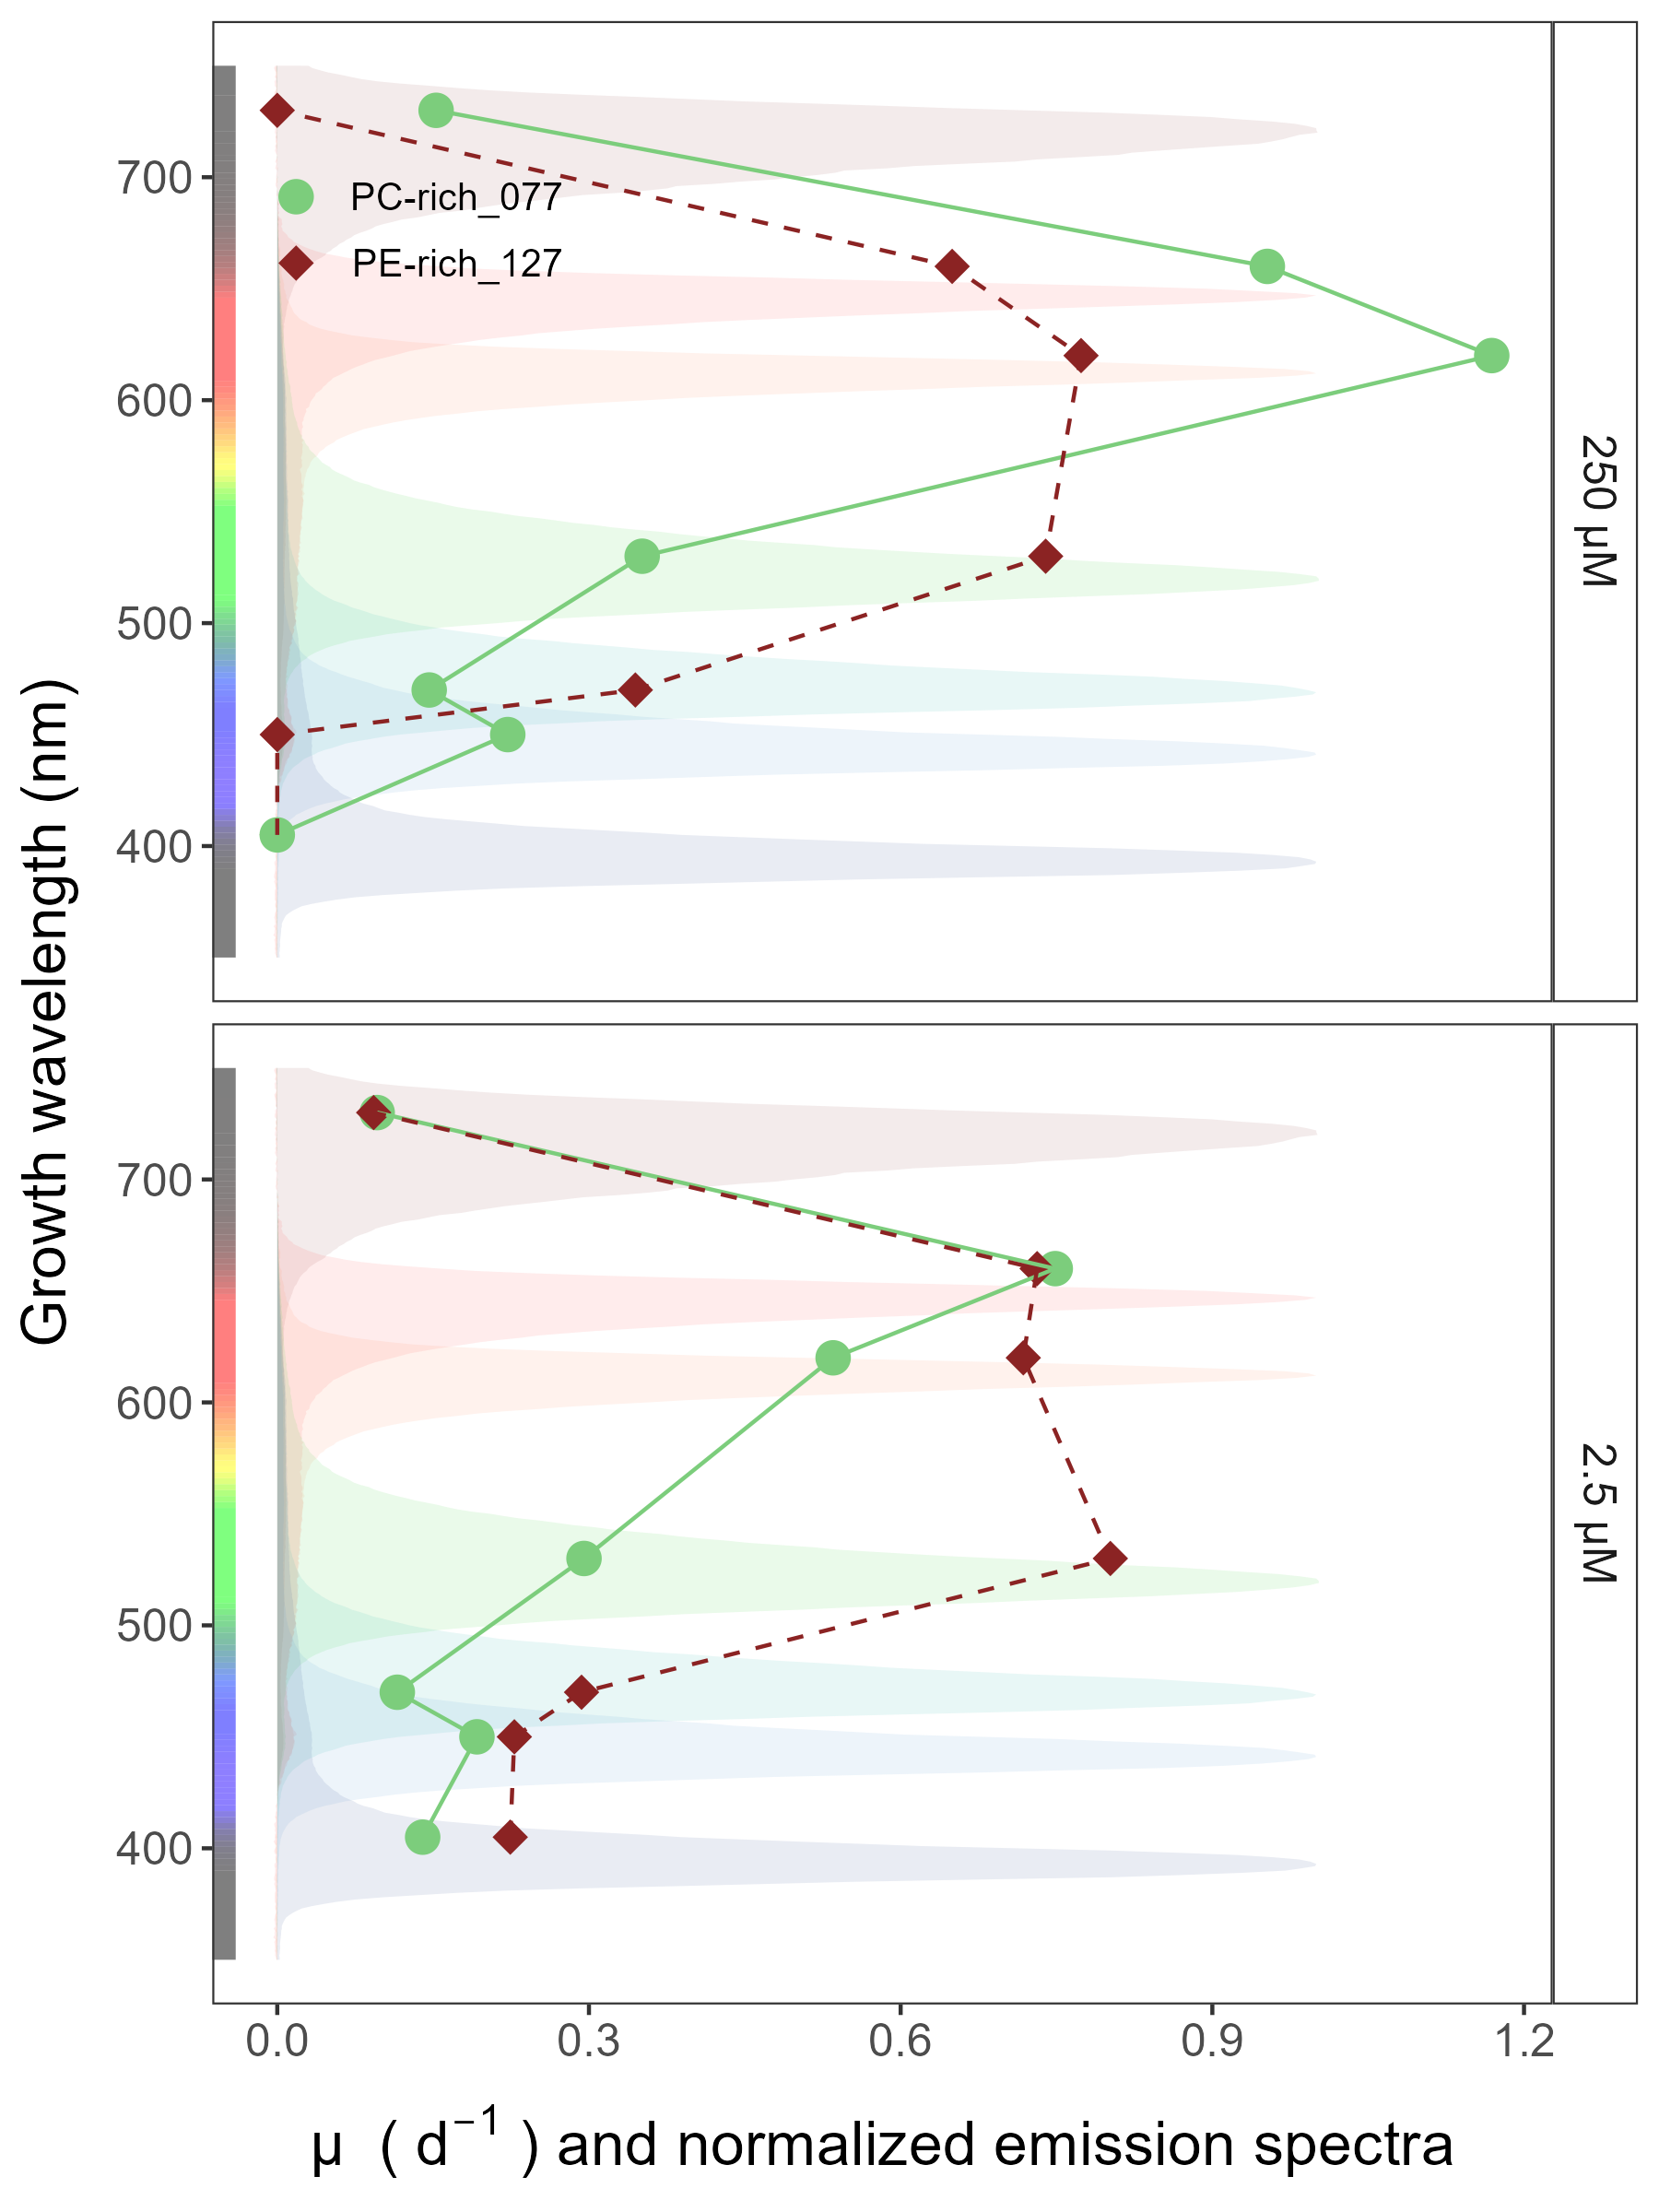 Growth wavelength (nm)
700
600
500
400
PC-rich_077
PE-rich_127
250 µM
700
600
500
400
2.5 µM
0.0 0.3 0.6 0.9 1.2
µ ( d⁻¹ ) and normalized emission spectra